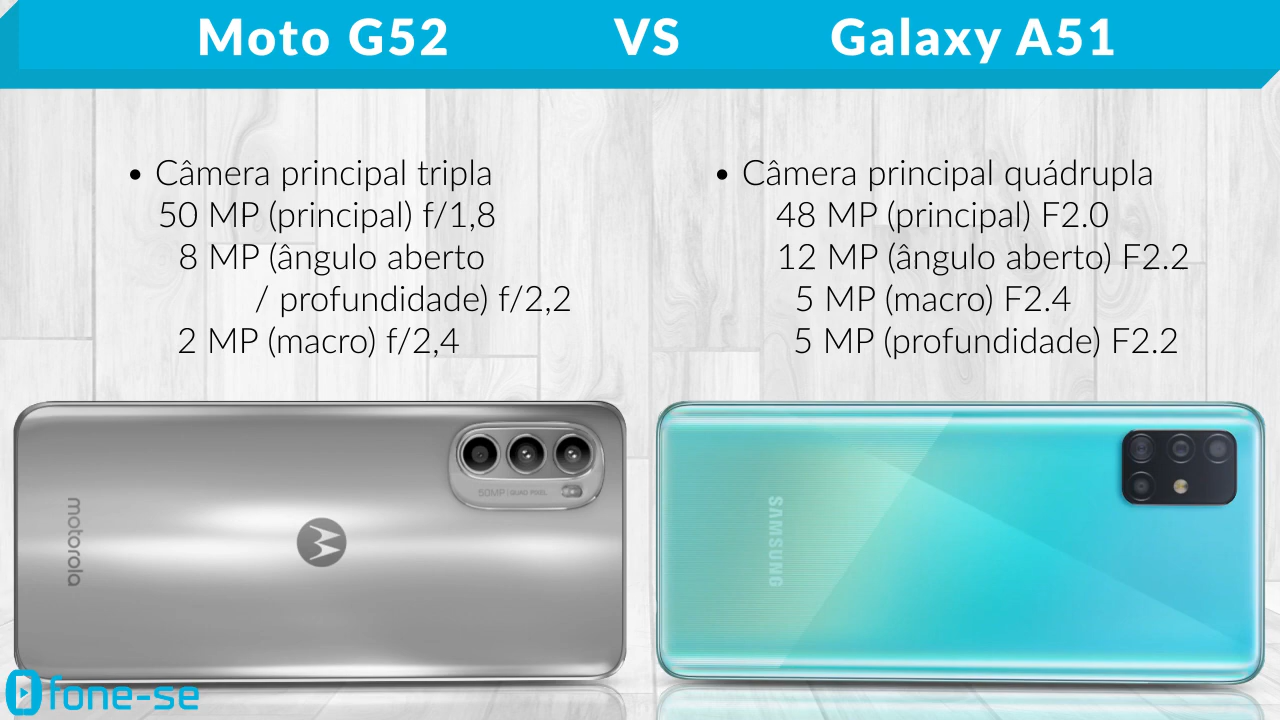 Moto G52 VS Galaxy A51
• Câmera principal tripla
50 MP (principal) f/1,8
8 MP (ângulo aberto
/ profundidade) f/2,2
2 MP (macro) f/2,4
• Câmera principal quádrupla
48 MP (principal) F2.0
12 MP (ângulo aberto) F2.2
5 MP (macro) F2.4
5 MP (profundidade) F2.2
50MP | QUAD PIXEL
motorola
SAMSUNG
fone-se